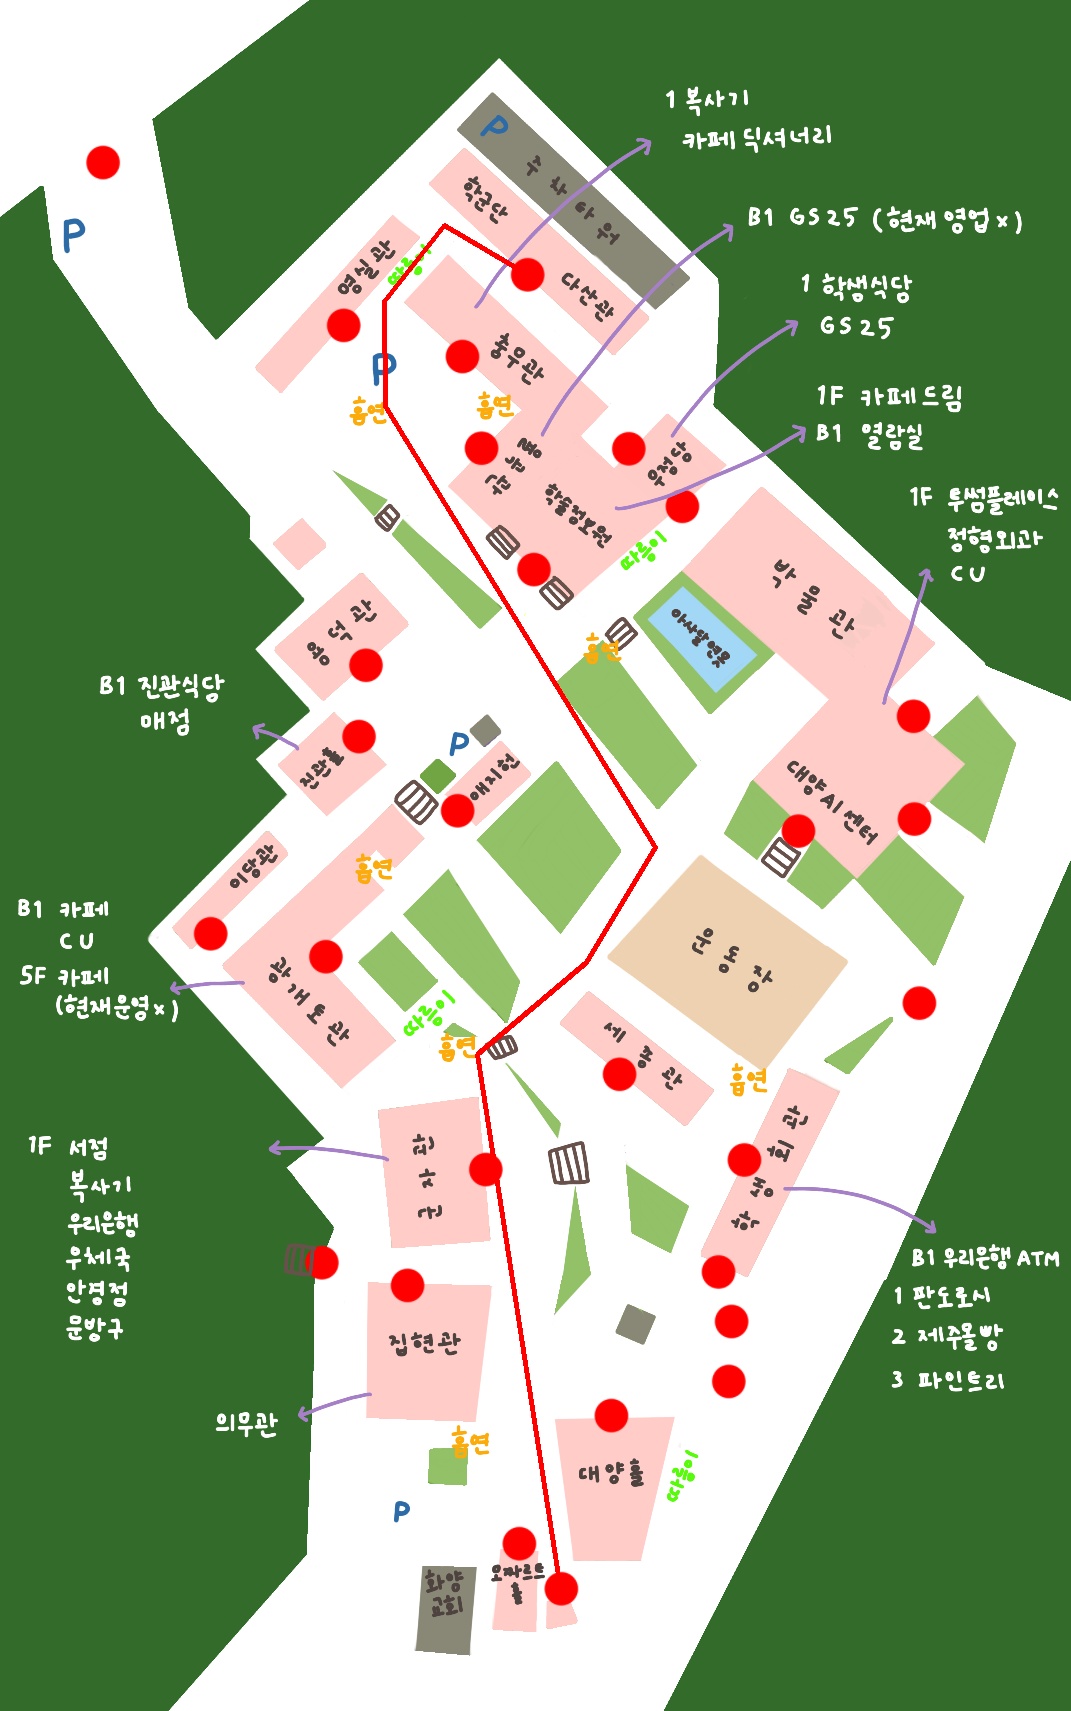 1 복사기
카페 딕셔너리
P
주차타워
학군단
B1 GS25 (현재 영업x)
P
영실관
따릉이
다산관
1 학생식당
GS25
충무관
P
흡연
흡연
1F 카페드림
B1 열람실
율곡관
우정당
학술정보원
1F 투썸플레이스
정형외과
CU
따릉이
박물관
용덕관
아사달연못
흡연
B1 진관식당
매점
진관홀
P
애지헌
대양AI센터
이당관
흡연
B1 카페
CU
5F 카페
(현재운영x)
광개토관
운동장
따릉이
흡연
세종관
흡연
학생회관
1F 서점
복사기
우리은행
우체국
안경점
문방구
군자관
B1 우리은행 ATM
1 판도로시
2 제주몰빵
3 파인트리
집현관
의무관
흡연
대양홀
따릉이
P
모짜르트홀
화양교회